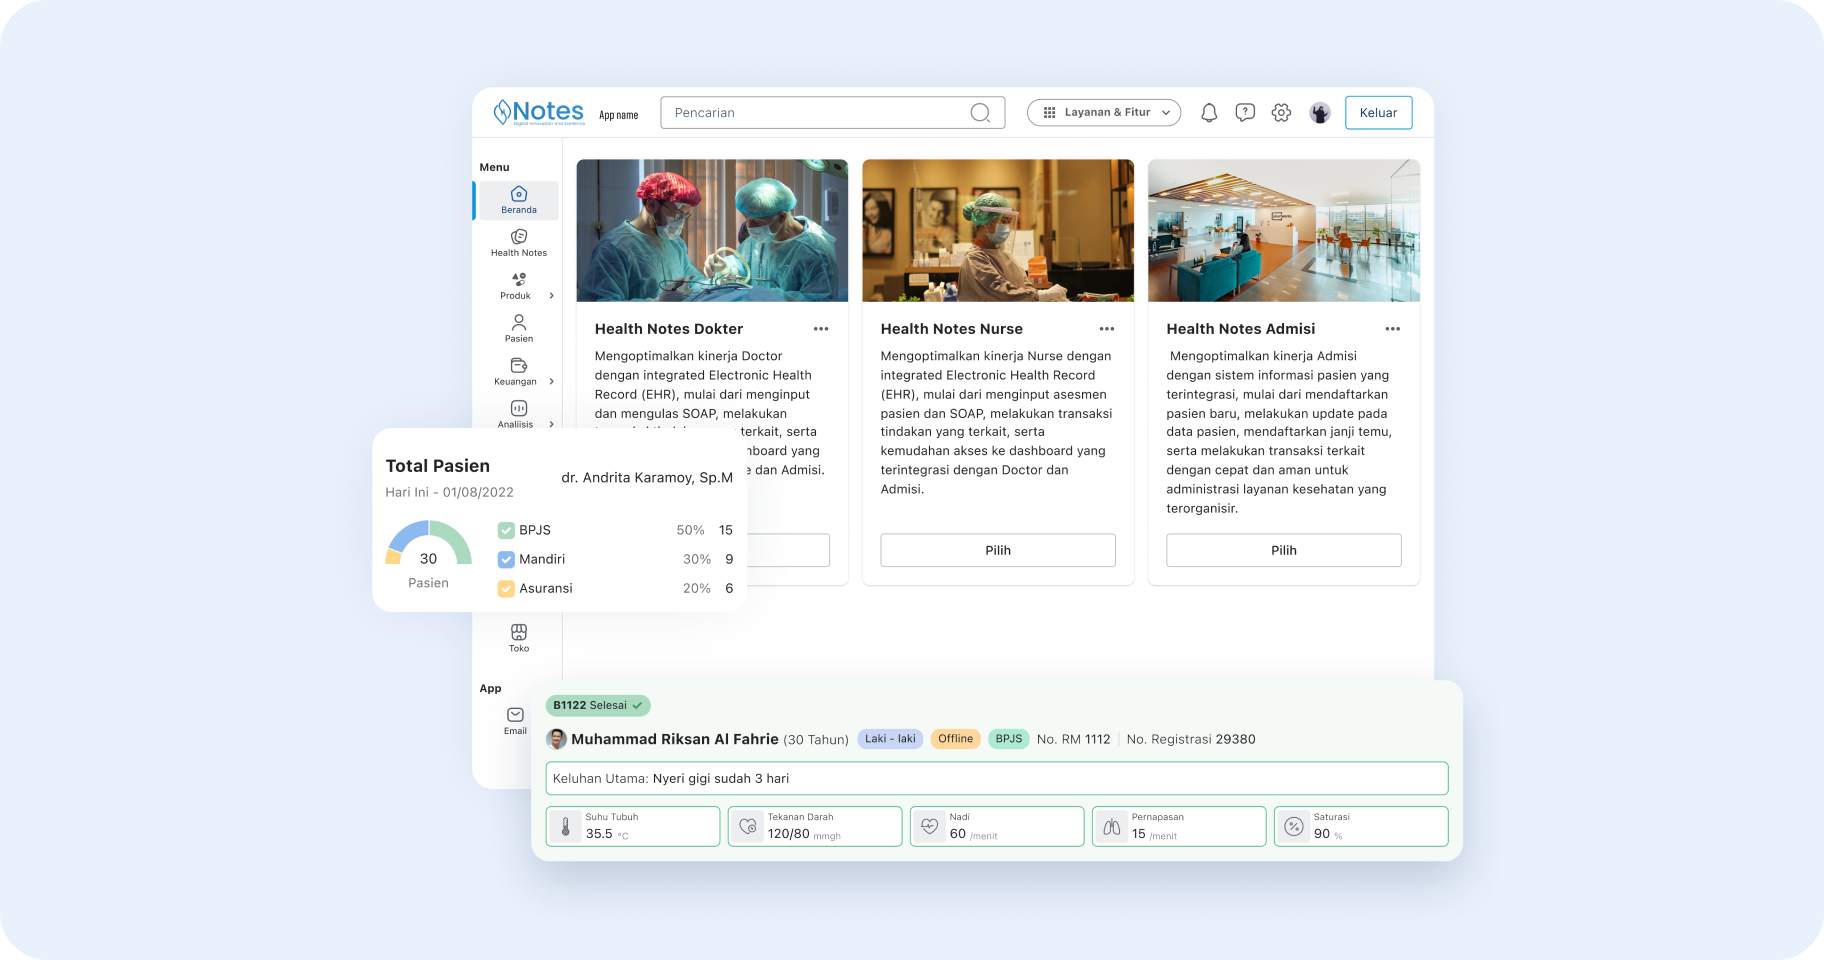 Notes
App name
Pencarian
Layanan & Fitur
Keluar
Menu
Beranda
Health Notes
Produk
Pasien
Keuangan
Analiisis
Toko
App
Email
Health Notes Dokter
Mengoptimalkan kinerja Doctor
dengan integrated Electronic Health
Record (EHR), mulai dari menginput
dan mengulas SOAP, melakukan
terkait, serta
yang
dan Admisi.
Health Notes Nurse
Mengoptimalkan kinerja Nurse dengan
integrated Electronic Health Record
(EHR), mulai dari menginput asesmen
pasien dan SOAP, melakukan transaksi
tindakan yang terkait, serta
kemudahan akses ke dashboard yang
terintegrasi dengan Doctor dan
Admisi.
Pilih
Health Notes Admisi
Mengoptimalkan kinerja Admisi
dengan sistem informasi pasien yang
terintegrasi, mulai dari mendaftarkan
pasien baru, melakukan update pada
data pasien, mendaftarkan janji temu,
serta melakukan transaksi terkait
dengan cepat dan aman untuk
administrasi layanan kesehatan yang
terorganisir.
Pilih
Total Pasien
Hari Ini - 01/08/2022
dr. Andrita Karamoy, Sp.M
30
Pasien
BPJS 50% 15
Mandiri 30% 9
Asuransi 20% 6
B1122 Selesai
Muhammad Riksan Al Fahrie (30 Tahun) Laki - laki Offline BPJS No. RM 1112 No. Registrasi 29380
Keluhan Utama: Nyeri gigi sudah 3 hari
Suhu Tubuh
35.5 °C
Tekanan Darah
120/80 mmgh
Nadi
60 /menit
Pernapasan
15 /menit
Saturasi
90 %